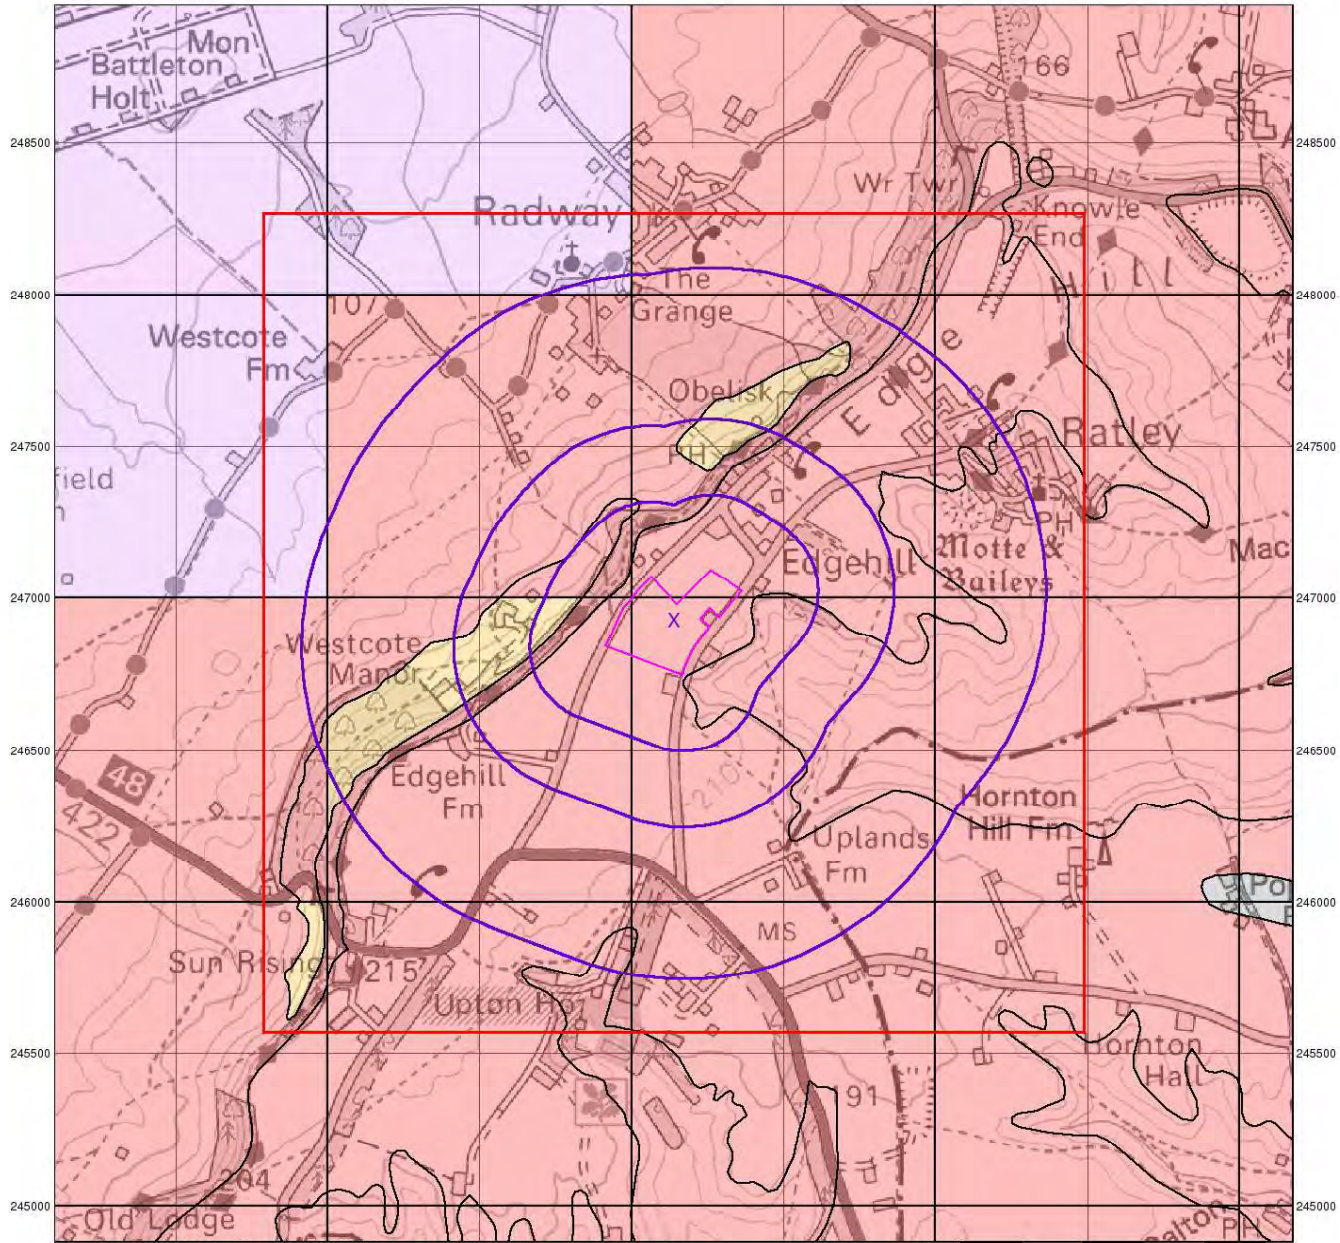 Mon
Battleton
Holt
166
248500
248500
Wr Twr
Radway
Knowle
End
Hill
248000
248000
107
The
Grange
Westcote
Fm
Edge
Obelisk
PH
Ratley
247500
247500
field
PH
Motte &
Baileys
Mac
Edgehill
247000
247000
X
Westcote
Manor
246500
246500
48
Edgehill
Fm
210
Hornton
Hill Fm
422
Uplands
Fm
246000
246000
MS
Sun Rising
215
Upton Ho
245500
245500
Hornton
Hall
191
204
245000
245000
Old Lodge
PH